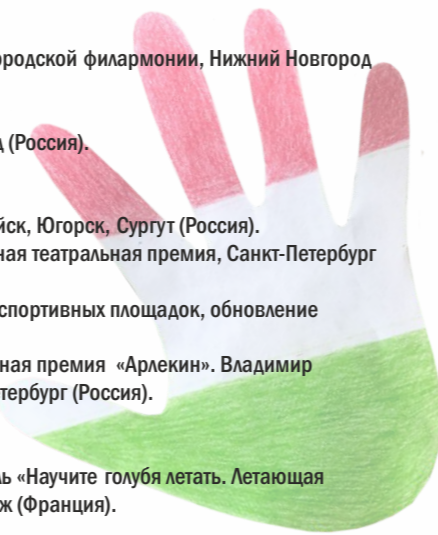 ородской филармонии, Нижний Новгород
д (Россия).
йск, Югорск, Сургут (Россия).
ная театральная премия, Санкт-Петербург
спортивных площадок, обновление
ная премия «Арлекин». Владимир
тербург (Россия).
ль «Научите голубя летать. Летающая
ж (Франция).